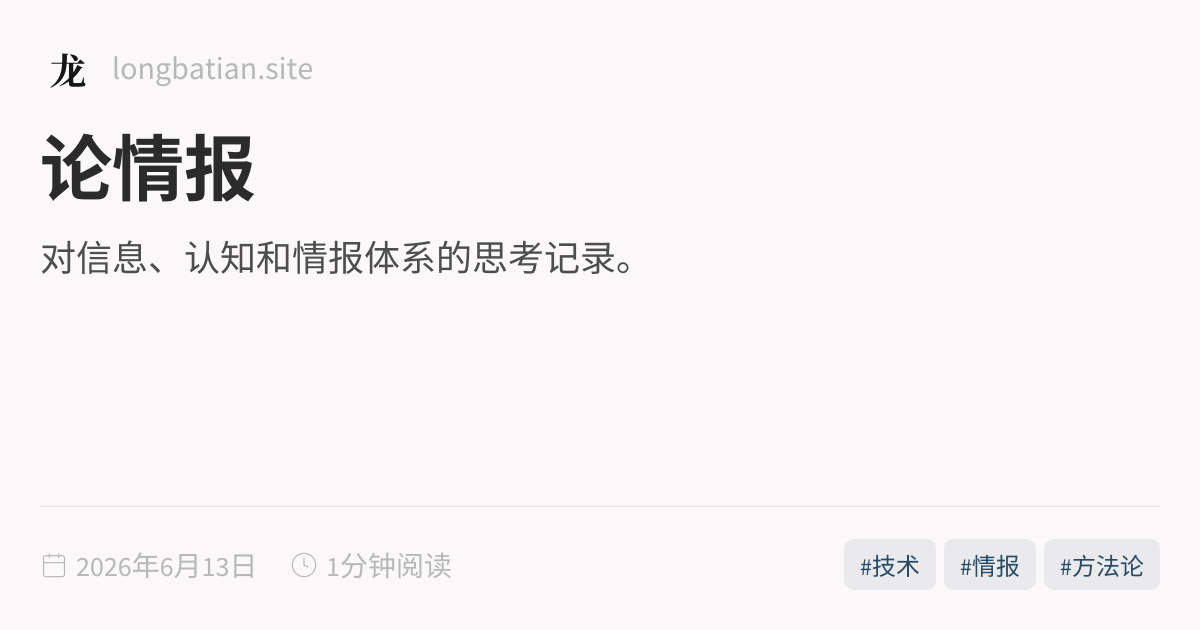 龙 longbatian.site
论情报
对信息、认知和情报体系的思考记录。
2026年6月13日 1分钟阅读 #技术 #情报 #方法论